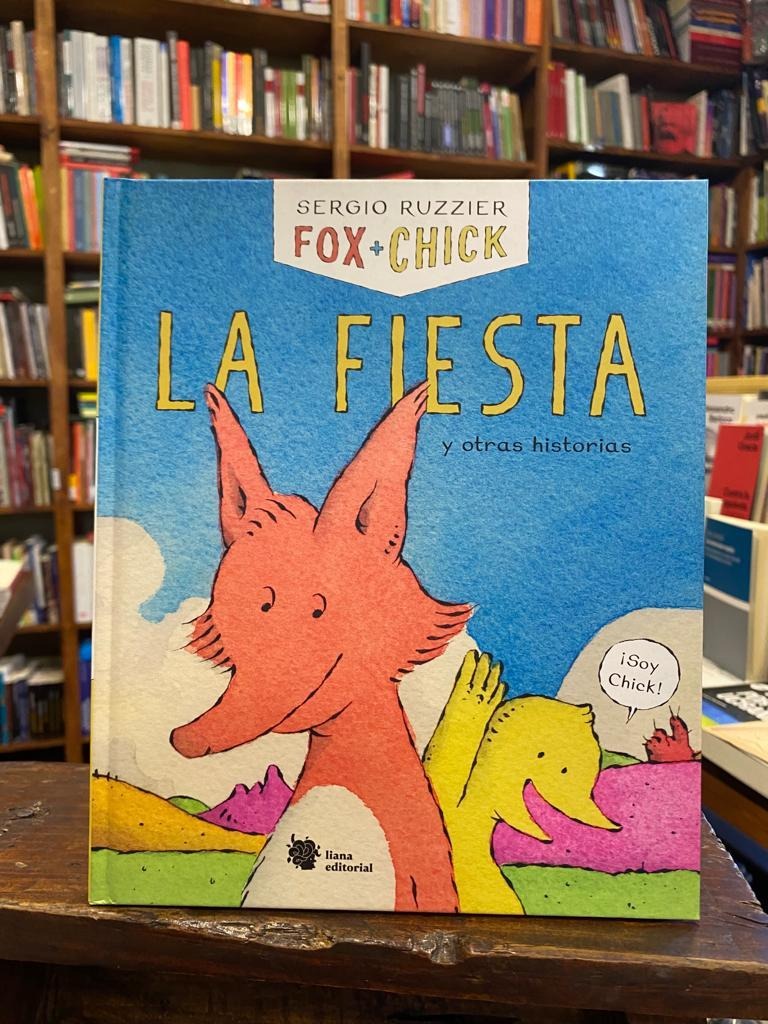 SERGIO RUZZIER
FOX+CHICK
LA FIESTA
y otras historias
¡Soy
Chick!
liana
editorial